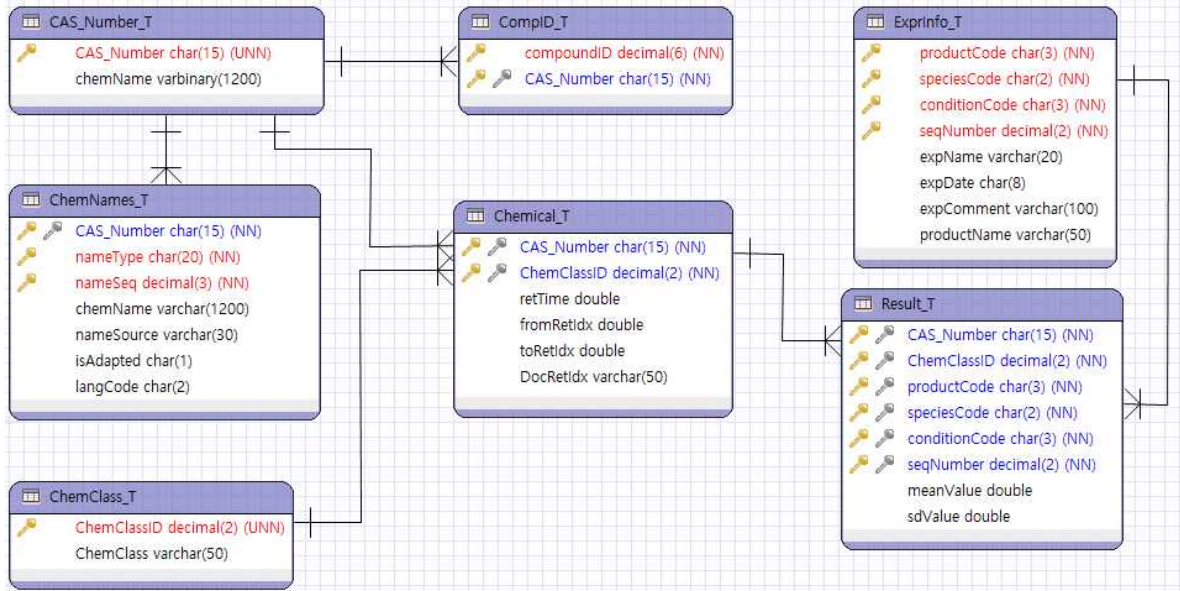 CAS_Number_T
CAS_Number char(15) (UNN)
chemName varbinary(1200)
CompID_T
compoundID decimal(6) (NN)
CAS_Number char(15) (NN)
ExprInfo_T
productCode char(3) (NN)
speciesCode char(2) (NN)
conditionCode char(3) (NN)
seqNumber decimal(2) (NN)
expName varchar(20)
expDate char(8)
expComment varchar(100)
productName varchar(50)
ChemNames_T
CAS_Number char(15) (NN)
nameType char(20) (NN)
nameSeq decimal(3) (NN)
chemName varchar(1200)
nameSource varchar(30)
isAdapted char(1)
langCode char(2)
Chemical_T
CAS_Number char(15) (NN)
ChemClassID decimal(2) (NN)
retTime double
fromRetIdx double
toRetIdx double
DocRetIdx varchar(50)
Result_T
CAS_Number char(15) (NN)
ChemClassID decimal(2) (NN)
productCode char(3) (NN)
speciesCode char(2) (NN)
conditionCode char(3) (NN)
seqNumber decimal(2) (NN)
meanValue double
sdValue double
ChemClass_T
ChemClassID decimal(2) (UNN)
ChemClass varchar(50)